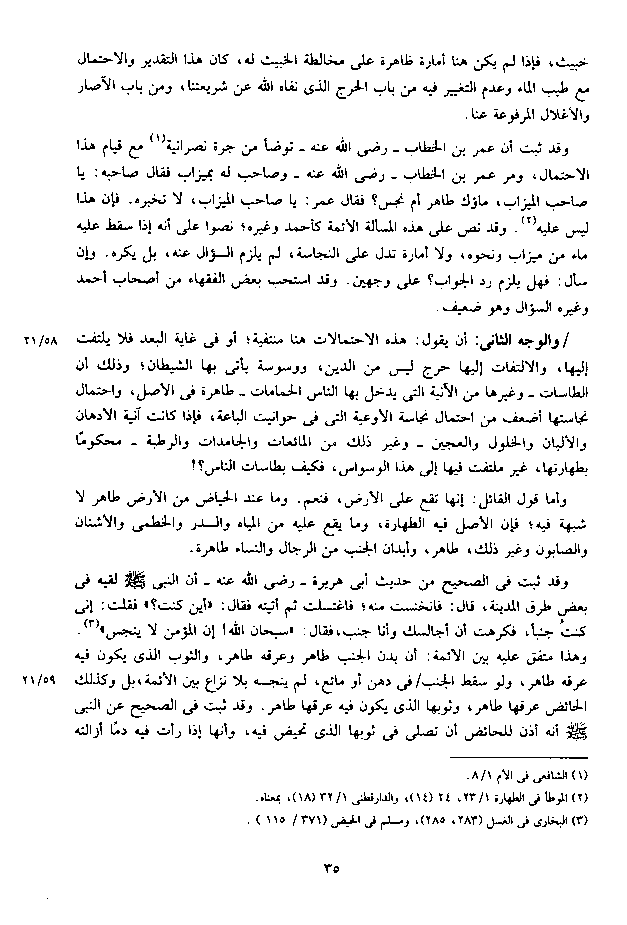 خبيث، فإذا لم يكن هنا أمارة ظاهرة على مخالطة الخبيث له، كان هذا التقدير والاحتمال
مع طيب الماء وعدم التغيير فيه من باب الحرج الذى نفاه الله عن شريعتنا، ومن باب الآصار
والأغلال المرفوعة عنا.
وقد ثبت أن عمر بن الخطاب ـ رضى الله عنه ـ توضأ من جرة نصرانية(١) مع قيام هذا
الاحتمال، ومر عمر بن الخطاب ـ رضى الله عنه ـ وصاحب له بميزاب فقال صاحبه: يا
صاحب الميزاب، ماؤك طاهر أم نجس؟ فقال عمر: يا صاحب الميزاب، لا تخبره. فإن هذا
ليس عليه(٢). وقد نص على هذه المسألة الأئمة كأحمد وغيره؛ نصوا على أنه إذا سقط عليه
ماء من ميزاب ونحوه، ولا أمارة تدل على النجاسة، لم يلزم السؤال عنه، بل يكره. وإن
سأل: فهل يلزم رد الجواب؟ على وجهين. وقد استحب بعض الفقهاء من أصحاب أحمد
وغيره السؤال وهو ضعيف.
/ والوجه الثانى: أن يقول: هذه الاحتمالات هنا منتفية؛ أو فى غاية البعد فلا يلتفت ٢١/٥٨
إليها، والالتفات إليها حرج ليس من الدين، ووسوسة يأتى بها الشيطان؛ وذلك أن
الطاسات ـ وغيرها من الآنية التى يدخل بها الناس الحمامات ـ طاهرة فى الأصل، واحتمال
نجاستها أضعف من احتمال نجاسة الأوعية التى فى حوانيت الباعة، فإذا كانت آنية الأدهان
والألبان والخلول والعجين ـ وغير ذلك من المائعات والجامدات والرطبة ـ محكومًا
بطهارتها، غير ملتفت فيها إلى هذا الوسواس، فكيف بطاسات الناس؟!
وأما قول القائل: إنها تقع على الأرض، فنعم. وما عند الحياض من الأرض طاهر لا
شبهة فيه؛ فإن الأصل فيه الطهارة، وما يقع عليه من المياه والسدر والخطمى والأشنان
والصابون وغير ذلك، طاهر، وأبدان الجنب من الرجال والنساء طاهرة.
وقد ثبت فى الصحيح من حديث أبى هريرة ـ رضى الله عنه ـ أن النبى ﷺ لقيه فى
بعض طرق المدينة، قال: فانخنست منه؛ فاغتسلت ثم أتيته فقال: «أين كنت؟» فقلت: إنى
كنتُ جنباً، فكرهت أن أجالسك وأنا جنب، فقال: «سبحان الله! إن المؤمن لا ينجس»(٣).
وهذا متفق عليه بين الأئمة: أن بدن الجنب طاهر وعرقه طاهر، والثوب الذى يكون فيه
عرقه طاهر، ولو سقط الجنب/ فى دهن أو مائع، لم ينجسه بلا نزاع بين الأئمة، بل وكذلك ٢١/٥٩
الحائض عرقها طاهر، وثوبها الذى يكون فيه عرقها طاهر. وقد ثبت فى الصحيح عن النبى
ﷺ أنه أذن للحائض أن تصلى فى ثوبها الذى تحيض فيه، وأنها إذا رأت فيه دمًا أزالته
(١) الشافعى فى الأم ٨/١.
(٢) الموطأ فى الطهارة ٢٣/١، ٢٤ (١٤)، والدارقطنى ٣٢/١ (١٨)، بمعناه.
(٣) البخارى فى الغسل (٢٨٣، ٢٨٥)، ومسلم فى الحيض (٣٧١ / ١١٥ ) .
٣٥